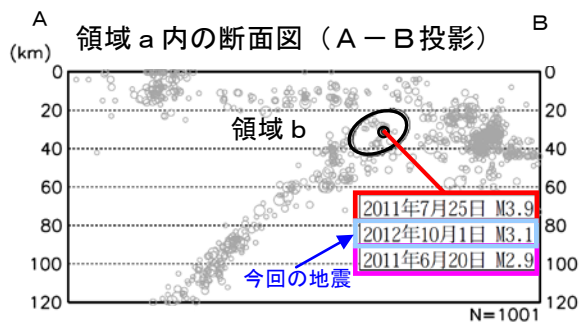 A
B
領域a内の断面図(A-B投影)
(km)
0
0
20
20
領域b
40
40
60
60
2011年7月25日 M3.9
80
2012年10月1日 M3.1
80
2011年6月20日 M2.9
100
今回の地震
100
120
120
N=1001